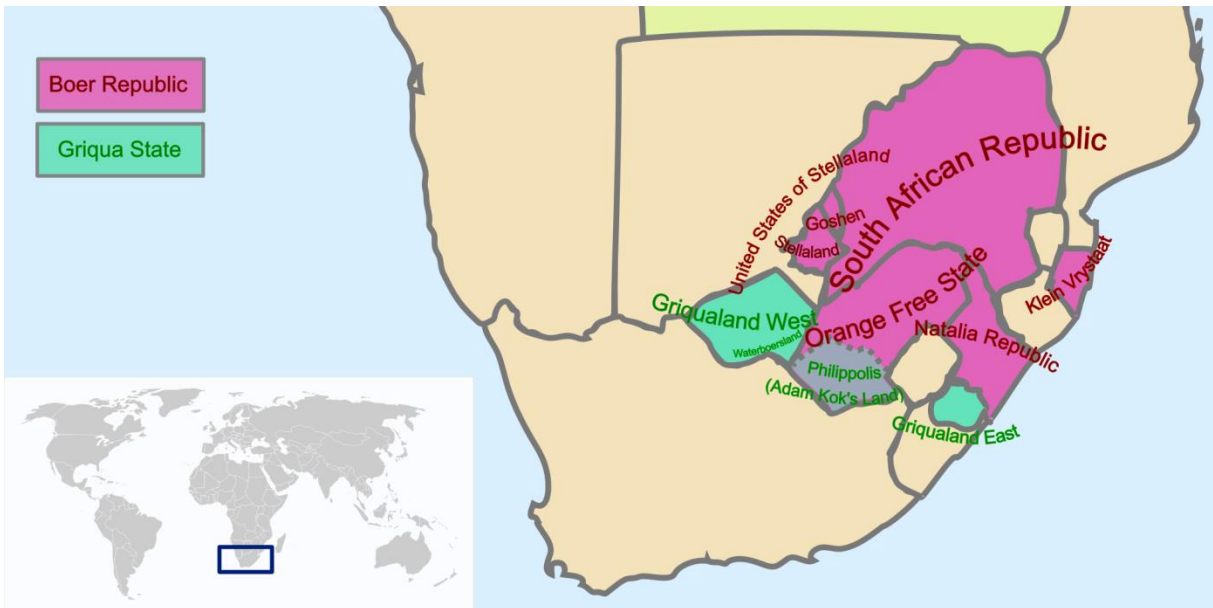 Boer Republic
Griqua State
South African Republic
United States of Stellaland
Goshen
Stellaland
Klein Vrystaat
Orange Free State
Griqualand West
Natalia Republic
Waterboersland
Philippolis
(Adam Kok's Land)
Griqualand East